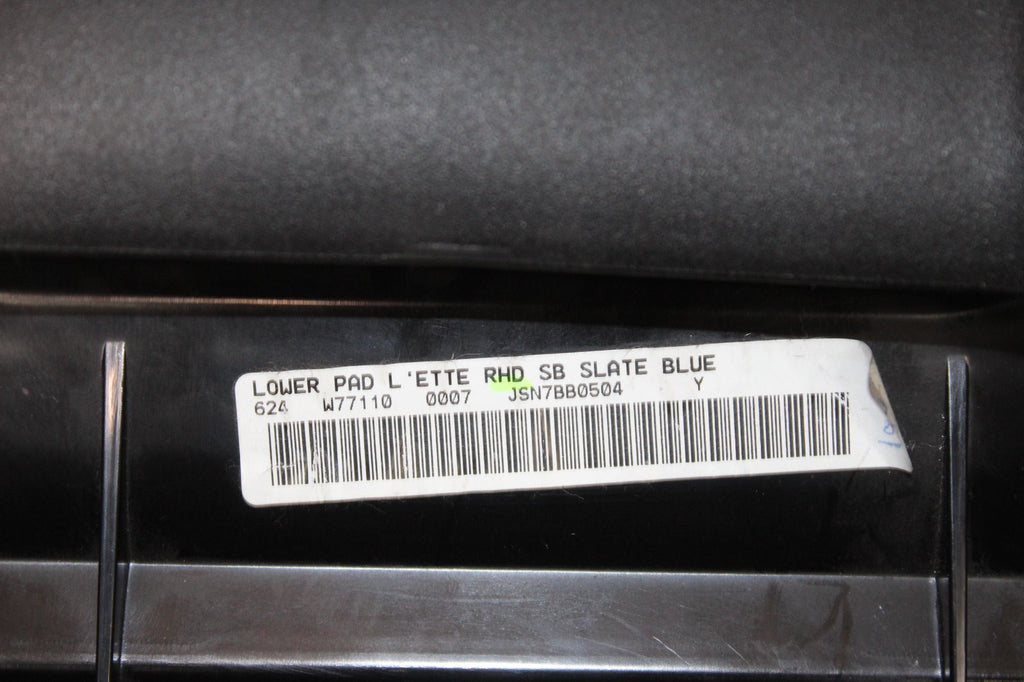 LOWER PAD L'ETTE RHD SB SLATE BLUE
624 W77110 0007 JSN7BB0504 Y